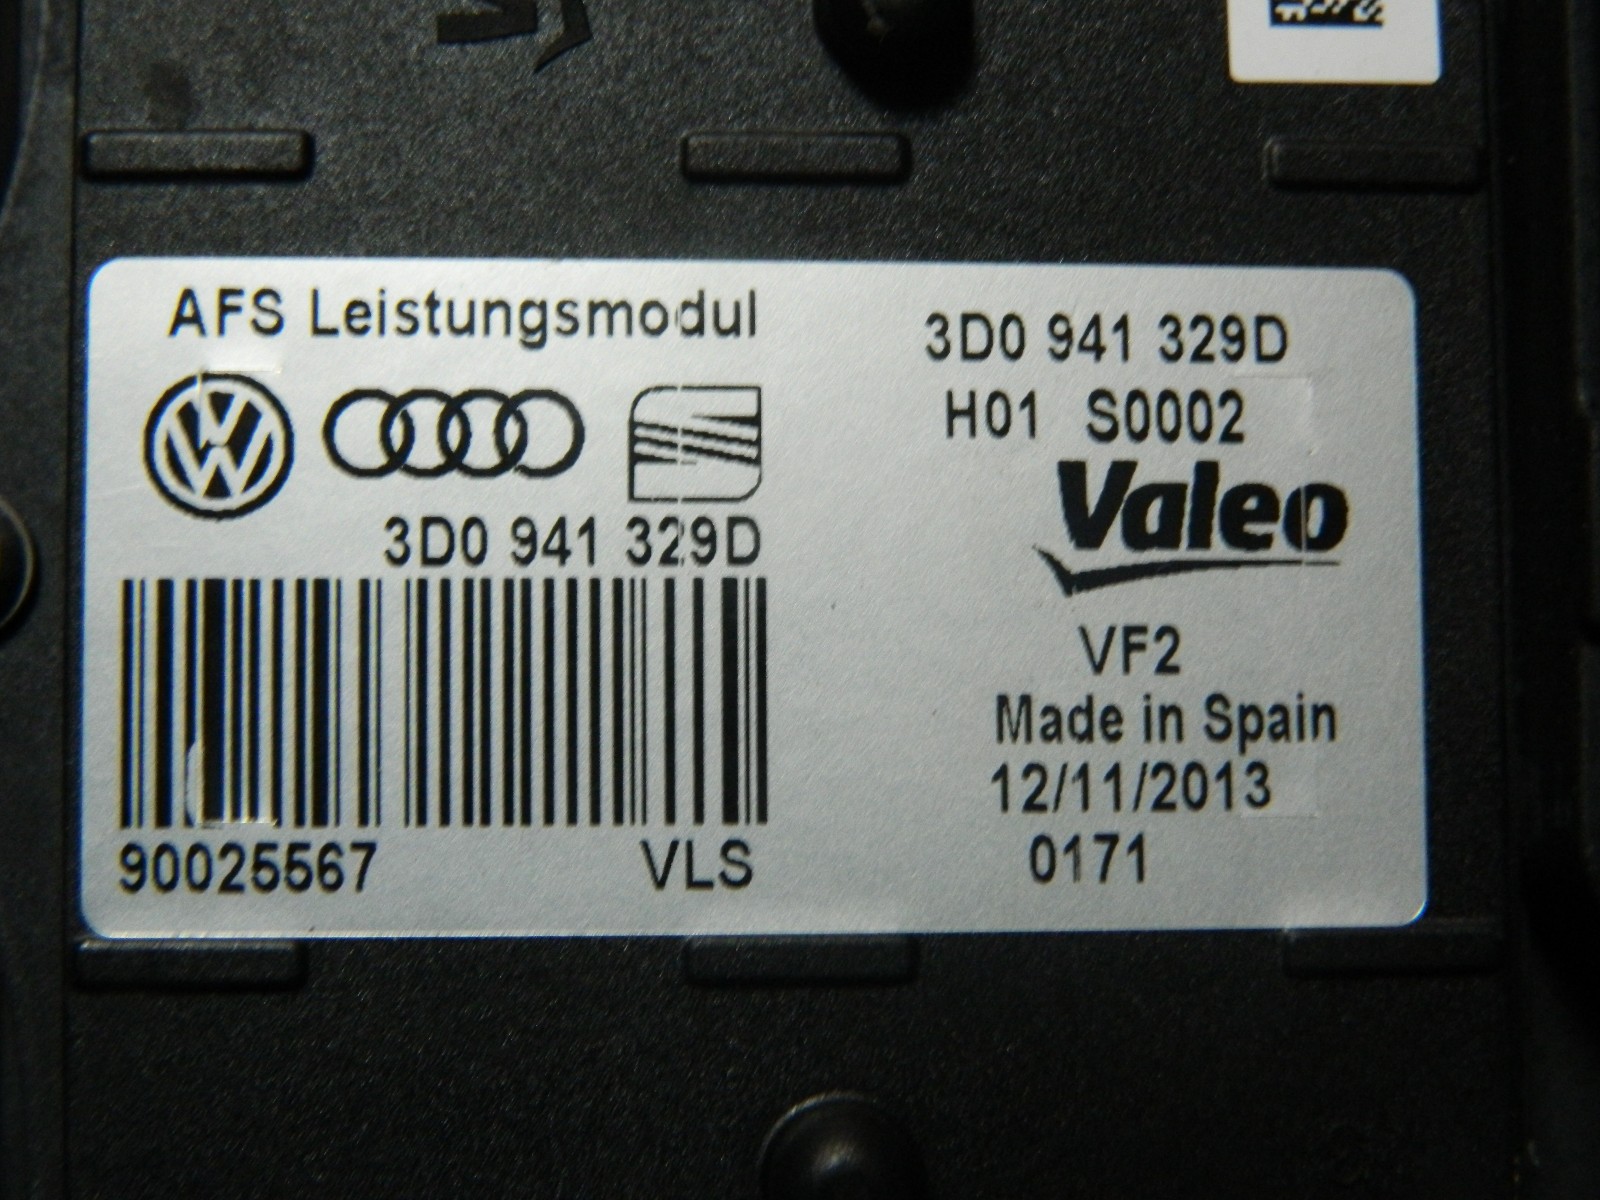 AFS Leistungsmodul
3D0 941 329D
90025567 VLS
3D0 941 329D
H01 S0002
Valeo
VF2
Made in Spain
12/11/2013
0171